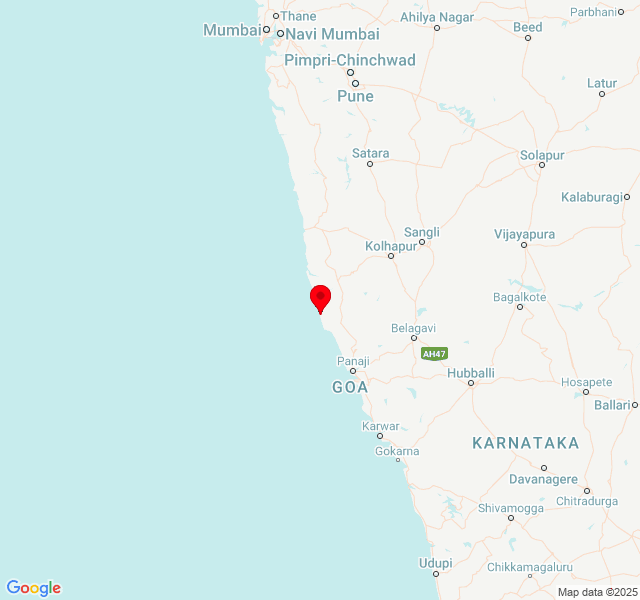 Thane
Ahilya Nagar
Parbhani
Mumbai
Navi Mumbai
Beed
Pimpri-Chinchwad
Pune
Latur
Satara
Solapur
Kalaburagi
Sangli
Vijayapura
Kolhapur
Bagalkote
Belagavi
AH47
Panaji
GOA
Hubballi
Hosapete
Ballari
Karwar
KARNATAKA
Gokarna
Davanagere
Chitradurga
Shivamogga
Udupi
Chikkamagaluru
Google
Map data ©2025